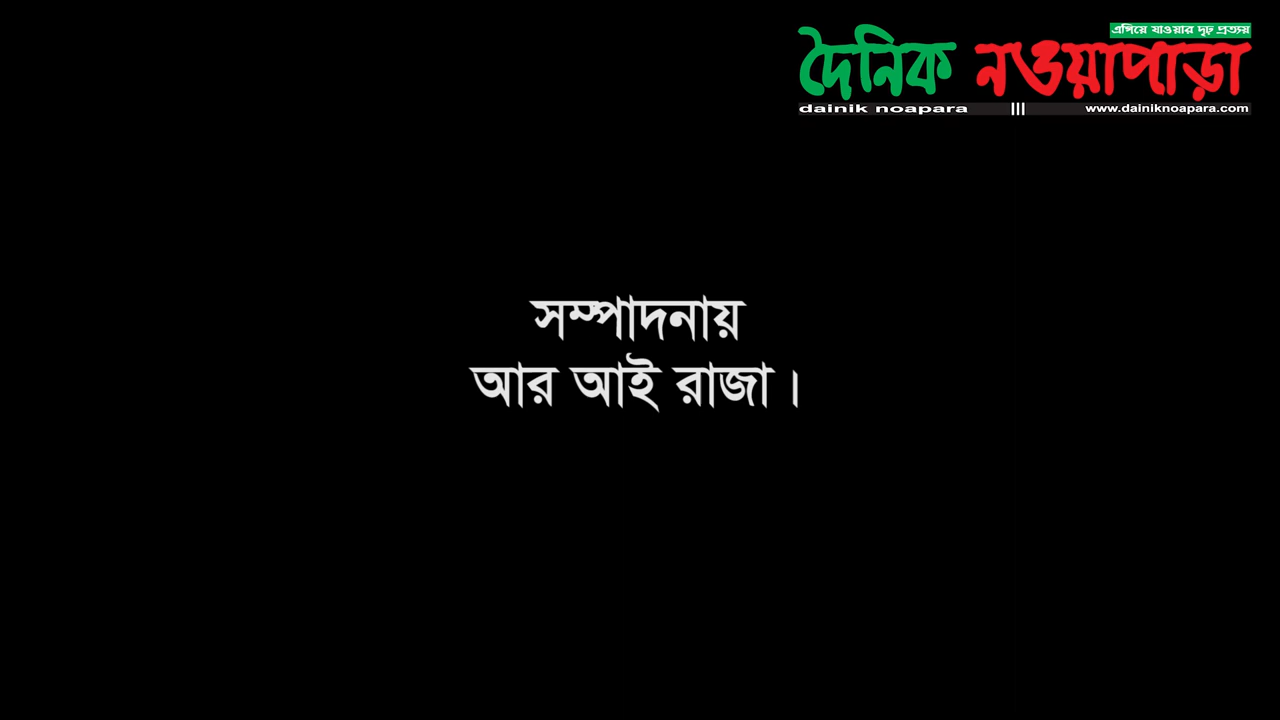 এগিয়ে যাওয়ার দৃঢ় প্রত্যয়
দৈনিক নওয়াপাড়া
dainik noapara ||| www.dainiknoapara.com
সম্পাদনায়
আর আই রাজা।